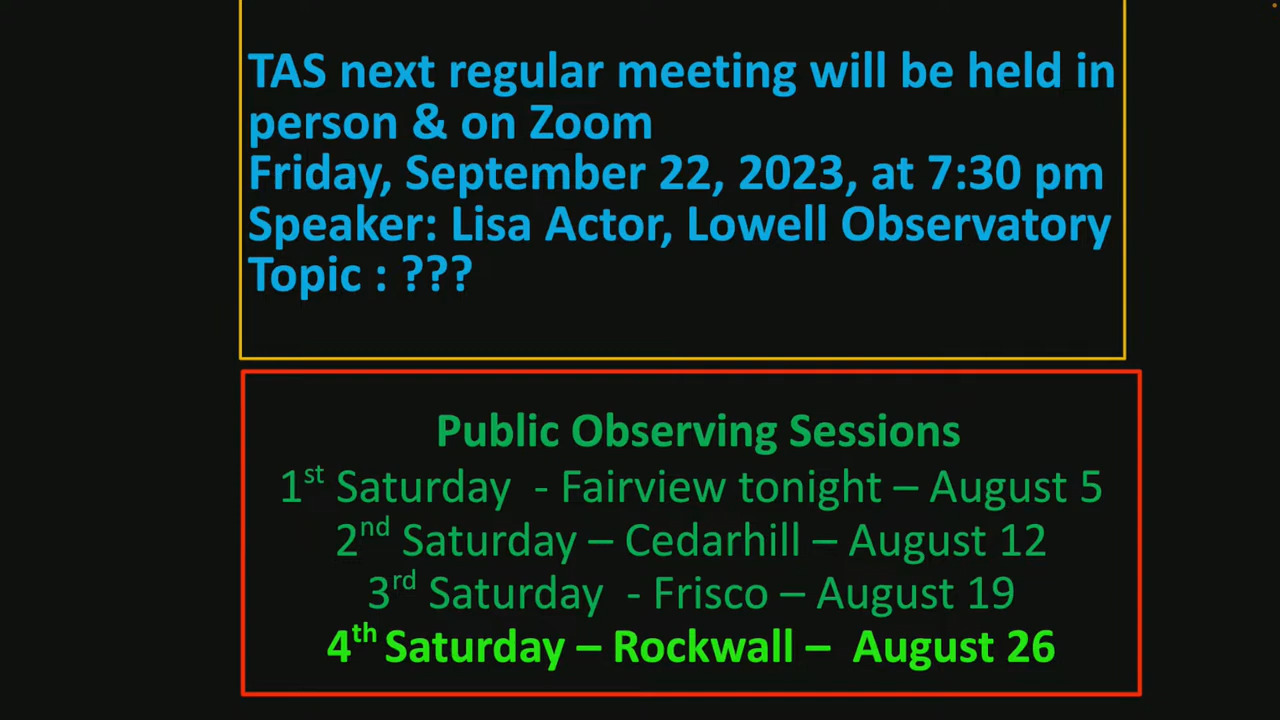 TAS next regular meeting will be held in
person & on Zoom
Friday, September 22, 2023, at 7:30 pm
Speaker: Lisa Actor, Lowell Observatory
Topic : ???
Public Observing Sessions
1st Saturday - Fairview tonight – August 5
2nd Saturday – Cedarhill – August 12
3rd Saturday - Frisco – August 19
4th Saturday – Rockwall – August 26